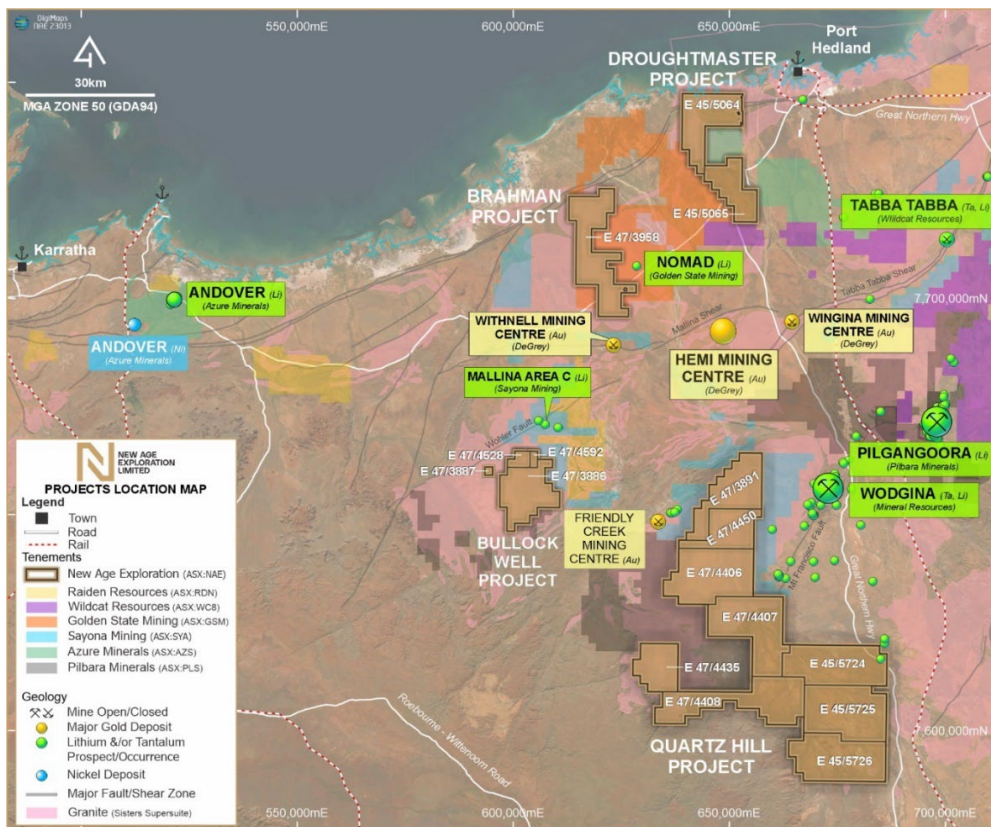 DigiMaps
NAE 23013
30km
MGA ZONE 50 (GDA94)
550,000mE
600,000mE
650,000mE
Port
Hedland
DROUGHTMASTER
PROJECT
E 45/5064
Great Northern Hwy
BRAHMAN
PROJECT
E 45/5065
TABBA TABBA (Ta, Li)
(Wildcat Resources)
Karratha
E 47/3958
NOMAD (Li)
(Golden State Mining)
Tabba Tabba Shear
7,700,000mN
ANDOVER (Li)
(Azure Minerals)
Mallina Shear
WITHNELL MINING
CENTRE (Au)
(DeGrey)
WINGINA MINING
CENTRE (Au)
(DeGrey)
ANDOVER (Ni)
(Azure Minerals)
HEMI MINING
CENTRE (Au)
(DeGrey)
MALLINA AREA C (Li)
(Sayona Mining)
Wohler Fault
E 47/4528
E 47/4592
E 47/3887
E 47/3886
PILGANGOORA (Li)
(Pilbara Minerals)
E 47/3891
WODGINA (Ta, Li)
(Mineral Resources)
E 47/4450
FRIENDLY
CREEK
MINING
CENTRE (Au)
BULLOCK
WELL
PROJECT
E 47/4406
Mt Francisco Fault
Great Northern Hwy
E 47/4407
E 47/4435
E 45/5724
E 47/4408
E 45/5725
7,600,000mN
QUARTZ HILL
PROJECT
E 45/5726
Roebourne - Wittenoom Road
550,000mE
600,000mE
650,000mE
700,000mE
N
NEW AGE
EXPLORATION
LIMITED
PROJECTS LOCATION MAP
Legend
Town
Road
Rail
Tenements
New Age Exploration (ASX:NAE)
Raiden Resources (ASX:RDN)
Wildcat Resources (ASX:WC8)
Golden State Mining (ASX:GSM)
Sayona Mining (ASX:SYA)
Azure Minerals (ASX:AZS)
Pilbara Minerals (ASX:PLS)
Geology
Mine Open/Closed
Major Gold Deposit
Lithium &/or Tantalum
Prospect/Occurrence
Nickel Deposit
Major Fault/Shear Zone
Granite (Sisters Supersuite)